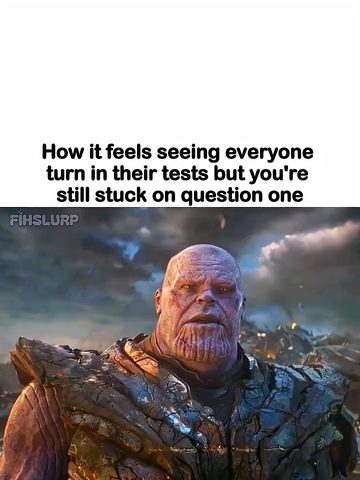 How it feels seeing everyone
turn in their tests but you're
still stuck on question one
FIHSLURP